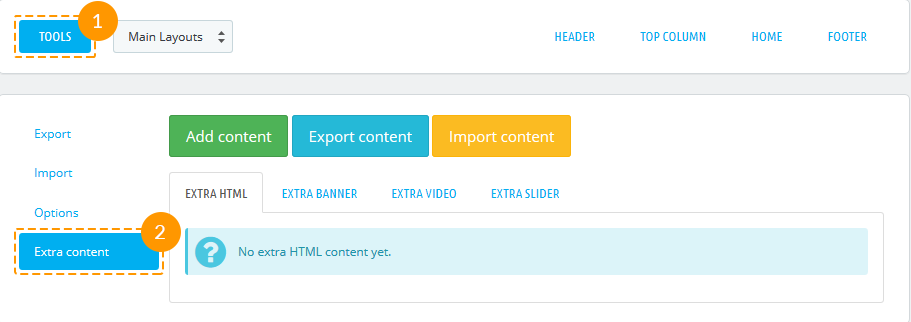 1
TOOLS Main Layouts HEADER TOP COLUMN HOME FOOTER
Export
Import
Options
2
Extra content
Add content Export content Import content
EXTRA HTML EXTRA BANNER EXTRA VIDEO EXTRA SLIDER
? No extra HTML content yet.